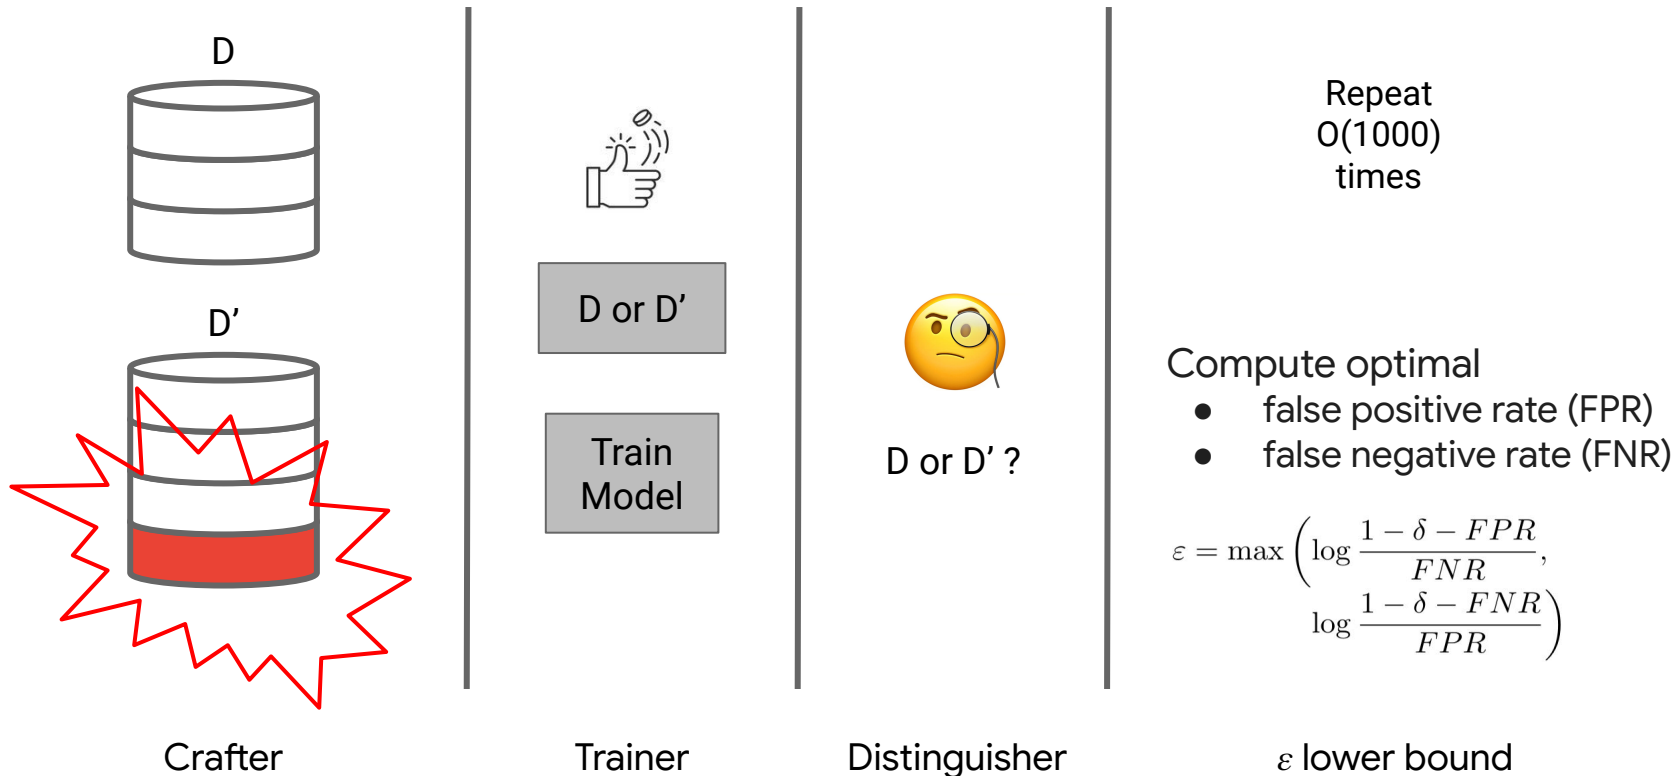 D
D’
Crafter
D or D’
Train
Model
Trainer
D or D’ ?
Distinguisher
Repeat
O(1000)
times
Compute optimal
● false positive rate (FPR)
● false negative rate (FNR)
ε = max ( log (1 − δ − FPR) / FNR ,
log (1 − δ − FNR) / FPR )
ε lower bound